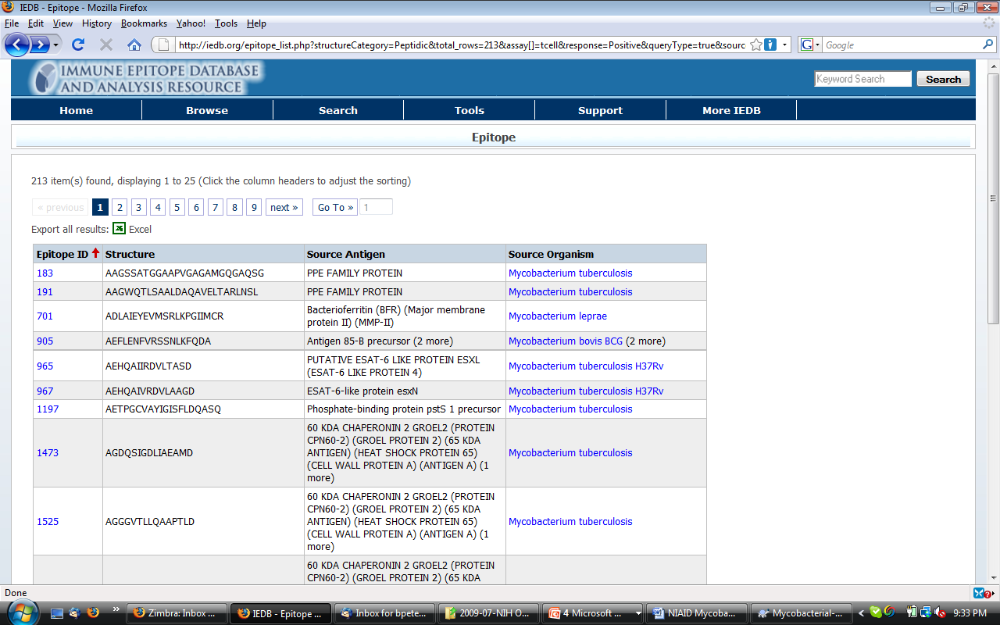 IEDB - Epitope - Mozilla Firefox
File Edit View History Bookmarks Yahoo! Tools Help
http://iedb.org/epitope_list.php?structureCategory=Peptidic&total_rows=213&assay[]=tcell&response=Positive&queryType=true&sourc
Google
IMMUNE EPITOPE DATABASE
AND ANALYSIS RESOURCE
Keyword Search Search
Home Browse Search Tools Support More IEDB
Epitope
213 item(s) found, displaying 1 to 25 (Click the column headers to adjust the sorting)
« previous 1 2 3 4 5 6 7 8 9 next » Go To » 1
Export all results: Excel
Epitope ID Structure Source Antigen Source Organism
183 AAGSSATGGAAPVGAGAMGQGAQSG PPE FAMILY PROTEIN Mycobacterium tuberculosis
191 AAGWQTLSAALDAQAVELTARLNSL PPE FAMILY PROTEIN Mycobacterium tuberculosis
701 ADLAIEYEVMSRLKPGIIMCR Bacterioferritin (BFR) (Major membrane
protein II) (MMP-II) Mycobacterium leprae
905 AEFLENFVRSSNLKFQDA Antigen 85-B precursor (2 more) Mycobacterium bovis BCG (2 more)
965 AEHQAIIRDVLTASD PUTATIVE ESAT-6 LIKE PROTEIN ESXL
(ESAT-6 LIKE PROTEIN 4) Mycobacterium tuberculosis H37Rv
967 AEHQAIVRDVLAAGD ESAT-6-like protein esxN Mycobacterium tuberculosis H37Rv
1197 AETPGCVAYIGISFLDQASQ Phosphate-binding protein pstS 1 precursor Mycobacterium tuberculosis
1473 AGDQSIGDLIAEAMD 60 KDA CHAPERONIN 2 GROEL2 (PROTEIN
CPN60-2) (GROEL PROTEIN 2) (65 KDA
ANTIGEN) (HEAT SHOCK PROTEIN 65)
(CELL WALL PROTEIN A) (ANTIGEN A) (1
more) Mycobacterium tuberculosis
1525 AGGGVTLLQAAPTLD 60 KDA CHAPERONIN 2 GROEL2 (PROTEIN
CPN60-2) (GROEL PROTEIN 2) (65 KDA
ANTIGEN) (HEAT SHOCK PROTEIN 65)
(CELL WALL PROTEIN A) (ANTIGEN A) (1
more) Mycobacterium tuberculosis
60 KDA CHAPERONIN 2 GROEL2 (PROTEIN
CPN60-2) (GROEL PROTEIN 2) (65 KDA
Done
» Zimbra: Inbox ... IEDB - Epitope ... Inbox for bpete... 2009-07-NIH O... 4 Microsoft ... NIAID Mycoba... Mycobacterial-... 9:33 PM